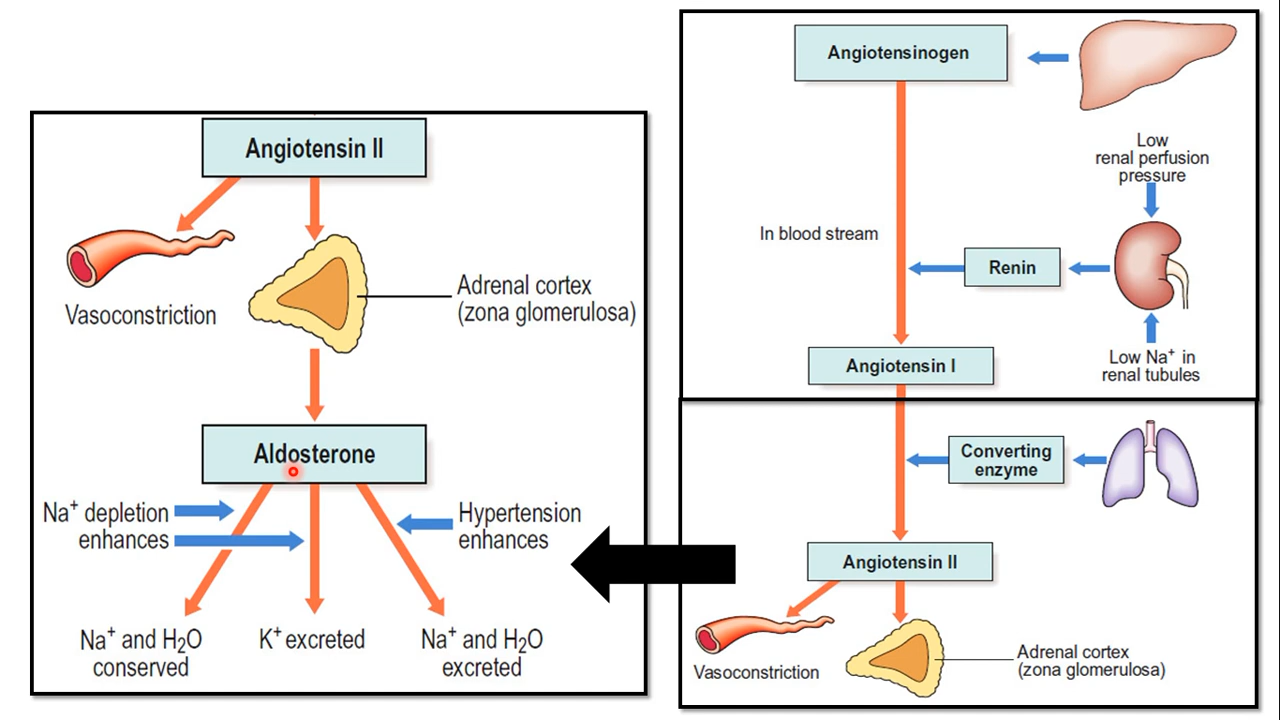 Angiotensin II
Vasoconstriction
Adrenal cortex
(zona glomerulosa)
Aldosterone
Na⁺ depletion
enhances
Hypertension
enhances
Na⁺ and H₂O
conserved
K⁺ excreted
Na⁺ and H₂O
excreted
Angiotensinogen
Low
renal perfusion
pressure
In blood stream
Renin
Angiotensin I
Low Na⁺ in
renal tubules
Converting
enzyme
Angiotensin II
Vasoconstriction
Adrenal cortex
(zona glomerulosa)